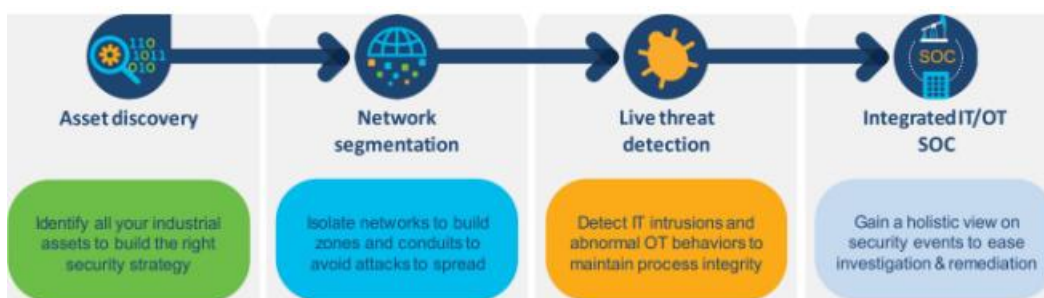 110
1011
010
SOC
Asset discovery
Network
segmentation
Live threat
detection
Integrated IT/OT
SOC
Identify all your industrial
assets to build the right
security strategy
Isolate networks to build
zones and conduits to
avoid attacks to spread
Detect IT intrusions and
abnormal OT behaviors to
maintain process integrity
Gain a holistic view on
security events to ease
investigation & remediation